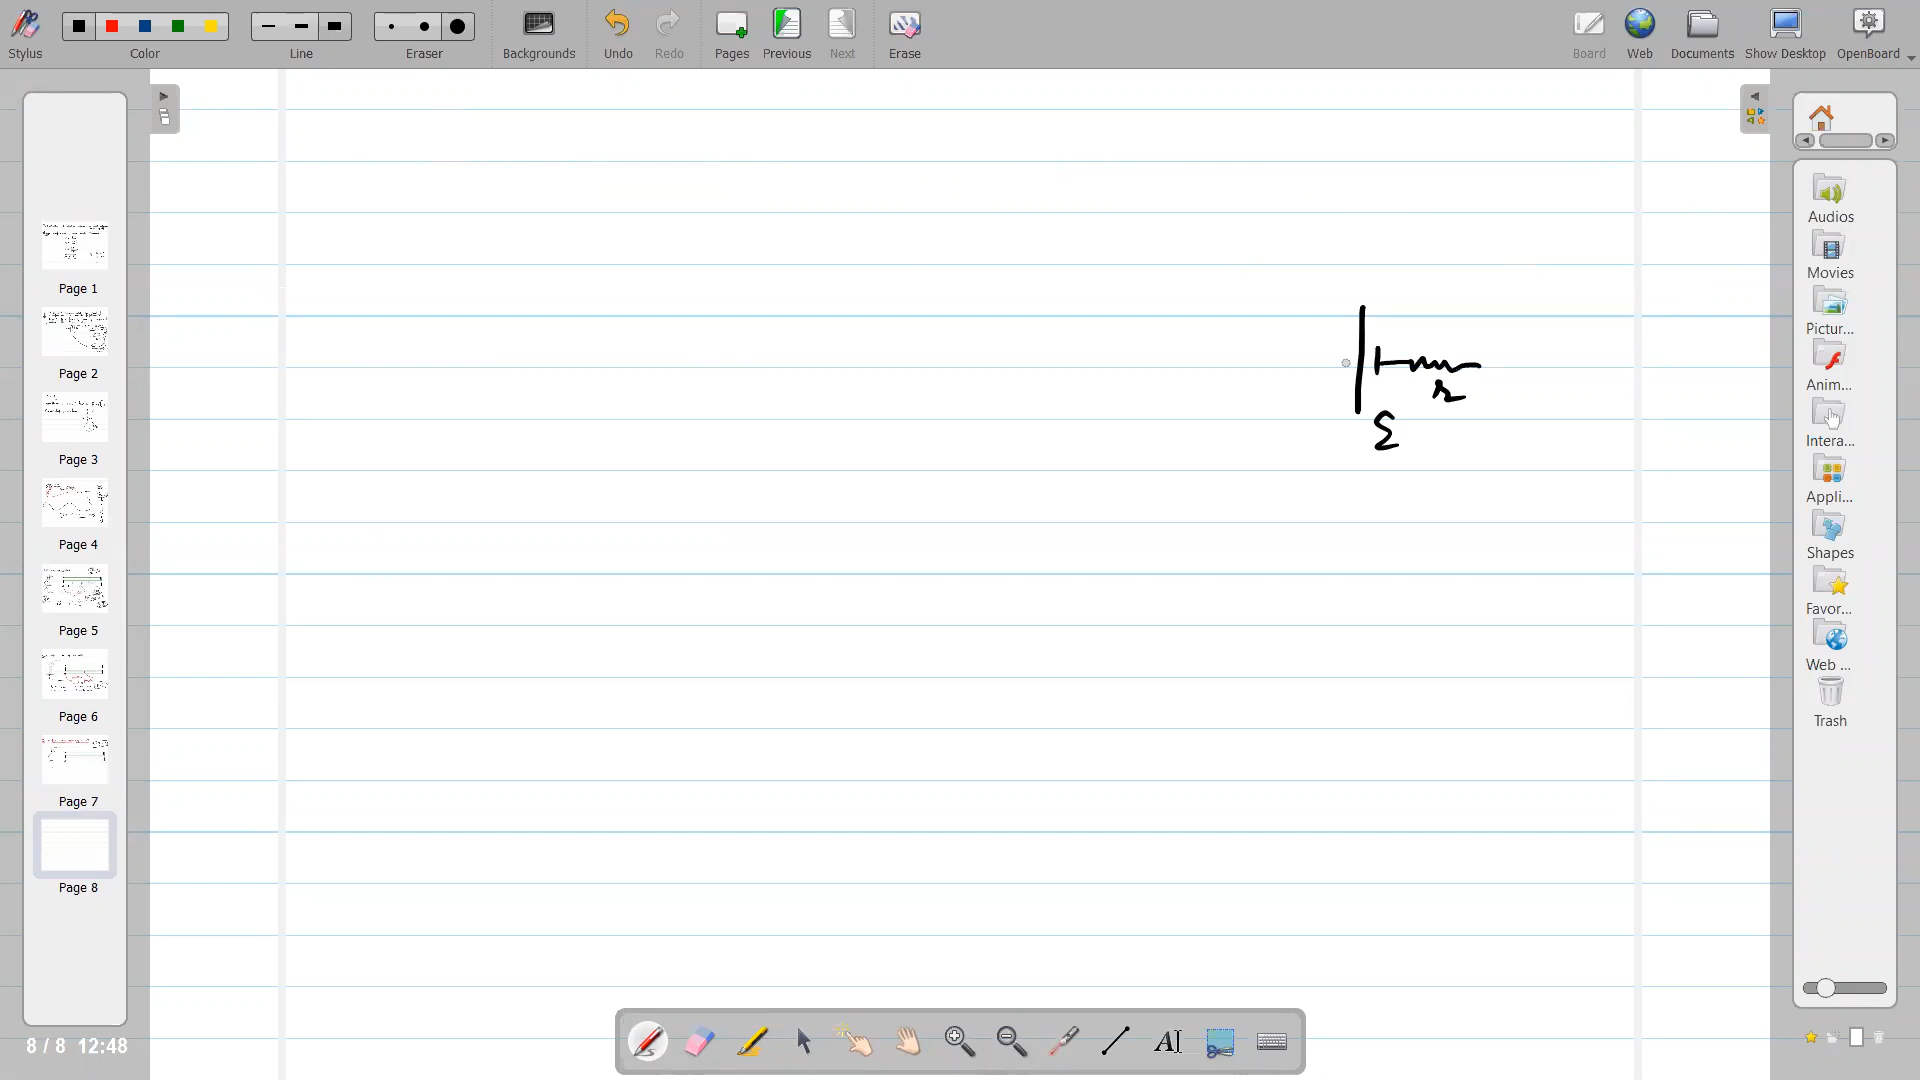 Stylus
Color
Line
Eraser
Backgrounds
Undo
Redo
Pages
Previous
Next
Erase
Board
Web
Documents
Show Desktop
OpenBoard
Page 1
Page 2
Page 3
Page 4
Page 5
Page 6
Page 7
Page 8
8 / 8 12:48
r
ε
Audios
Movies
Pictur...
Anim...
Intera...
Appli...
Shapes
Favor...
Web ...
Trash